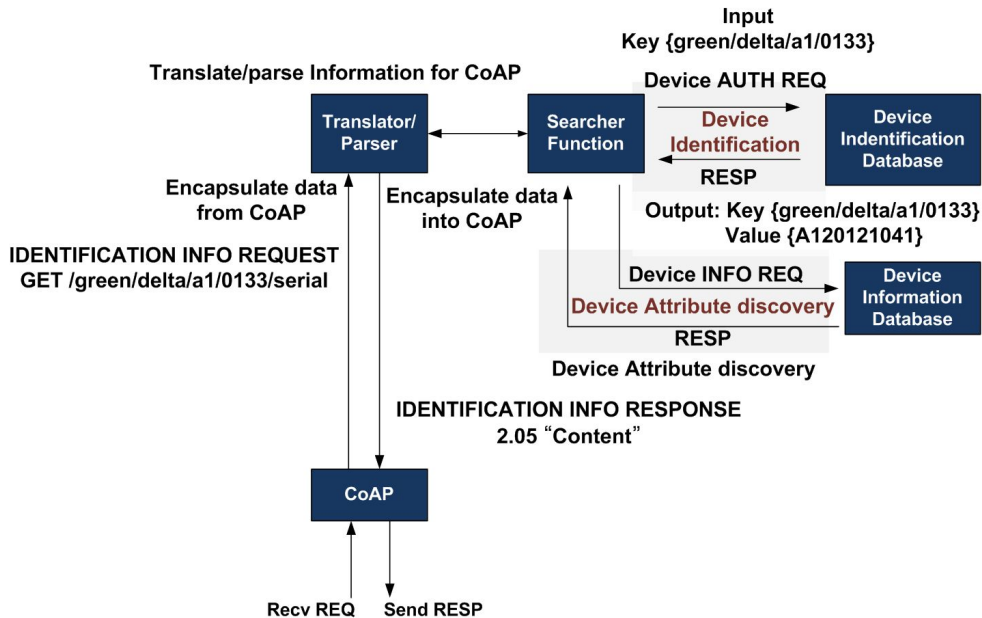 Input
Key {green/delta/a1/0133}
Translate/parse Information for CoAP
Device AUTH REQ
Translator/
Parser
Searcher
Function
Device
Identification
Device
Indentification
Database
RESP
Encapsulate data
from CoAP
Encapsulate data
into CoAP
Output: Key {green/delta/a1/0133}
Value {A120121041}
IDENTIFICATION INFO REQUEST
GET /green/delta/a1/0133/serial
Device INFO REQ
Device Attribute discovery
RESP
Device
Information
Database
Device Attribute discovery
IDENTIFICATION INFO RESPONSE
2.05 “Content”
CoAP
Recv REQ
Send RESP